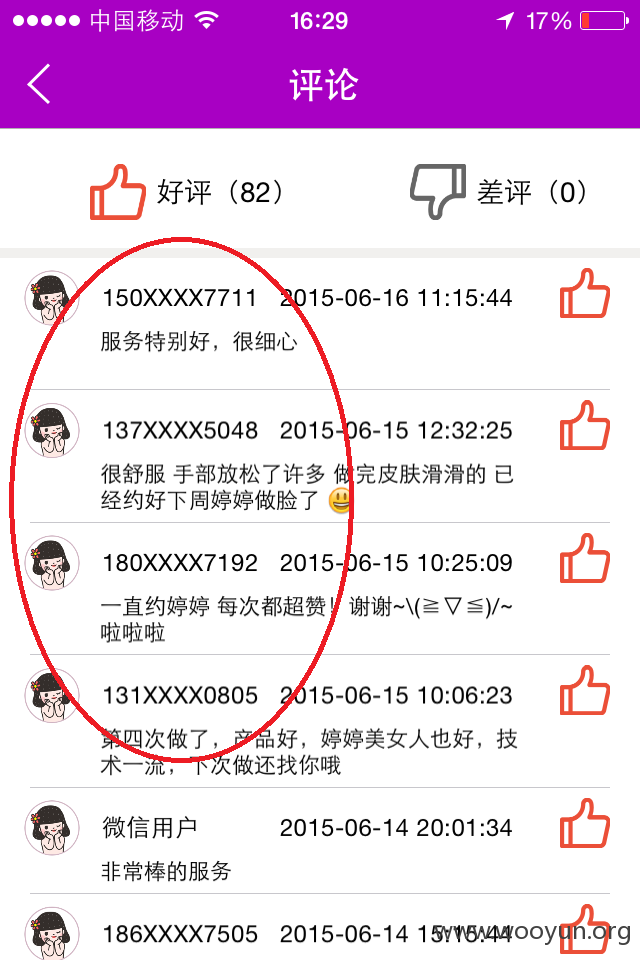 中国移动 16:29 17%
评论
好评（82） 差评（0）
150XXXX7711 2015-06-16 11:15:44
服务特别好，很细心
137XXXX5048 2015-06-15 12:32:25
很舒服 手部放松了许多 做完皮肤滑滑的 已
经约好下周婷婷做脸了 😃
180XXXX7192 2015-06-15 10:25:09
一直约婷婷 每次都超赞！谢谢~\(≧▽≦)/~
啦啦啦
131XXXX0805 2015-06-15 10:06:23
第四次做了，产品好，婷婷美女人也好，技
术一流，下次做还找你哦
微信用户 2015-06-14 20:01:34
非常棒的服务
186XXXX7505 2015-06-14 15:15:44
www.wooyun.org